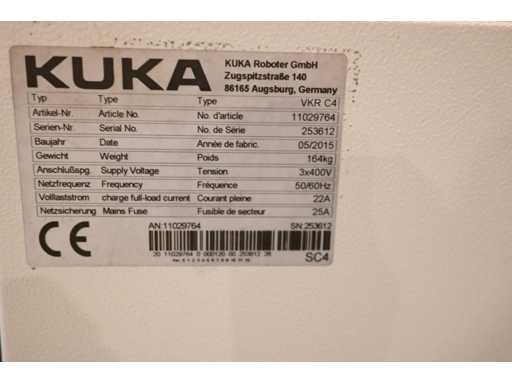 KUKA
KUKA Roboter GmbH
Zugspitzstraße 140
86165 Augsburg, Germany
Typ Type Type VKR C4
Artikel-Nr. Article No. No. d'article 11029764
Serien-Nr. Serial No. No. de Série 253612
Baujahr Date Année de fabric. 05/2015
Gewicht Weight Poids 164kg
Anschlußspg. Supply Voltage Tension 3x400V
Netzfrequenz Frequency Fréquence 50/60Hz
Volllaststrom charge full-load current Courant pleine 22A
Netzsicherung Mains Fuse Fusible de secteur 25A
CE
AN:11029764 SN:253612
SC4